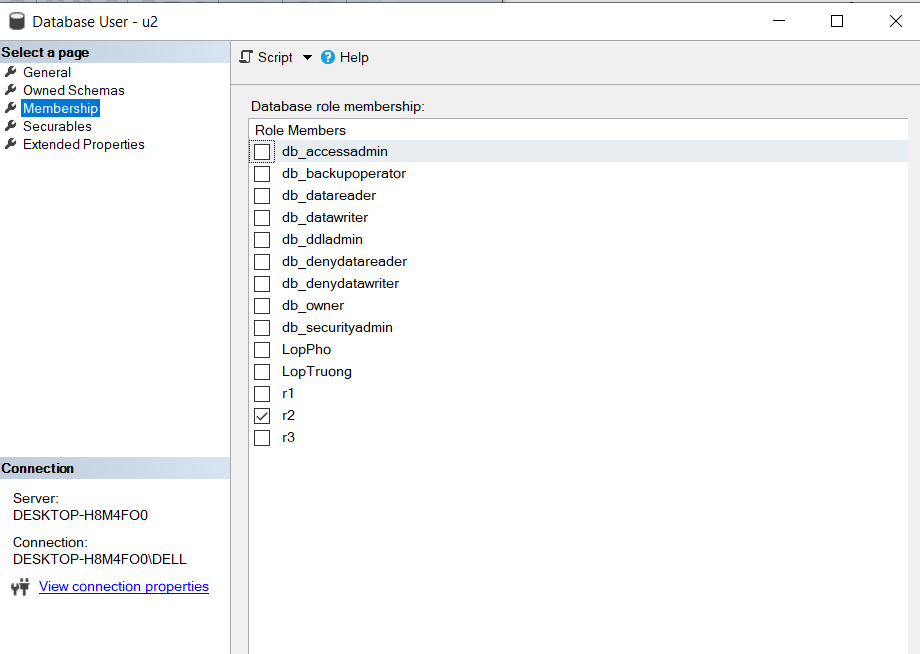 Database User - u2
Select a page
General
Owned Schemas
Membership
Securables
Extended Properties
Script
Help
Database role membership:
Role Members
db_accessadmin
db_backupoperator
db_datareader
db_datawriter
db_ddladmin
db_denydatareader
db_denydatawriter
db_owner
db_securityadmin
LopPho
LopTruong
r1
r2
r3
Connection
Server:
DESKTOP-H8M4FO0
Connection:
DESKTOP-H8M4FO0\DELL
View connection properties